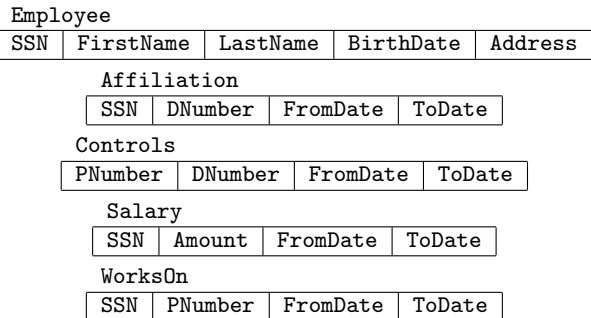 Employee
SSN FirstName LastName BirthDate Address
Affiliation
SSN DNumber FromDate ToDate
Controls
PNumber DNumber FromDate ToDate
Salary
SSN Amount FromDate ToDate
WorksOn
SSN PNumber FromDate ToDate